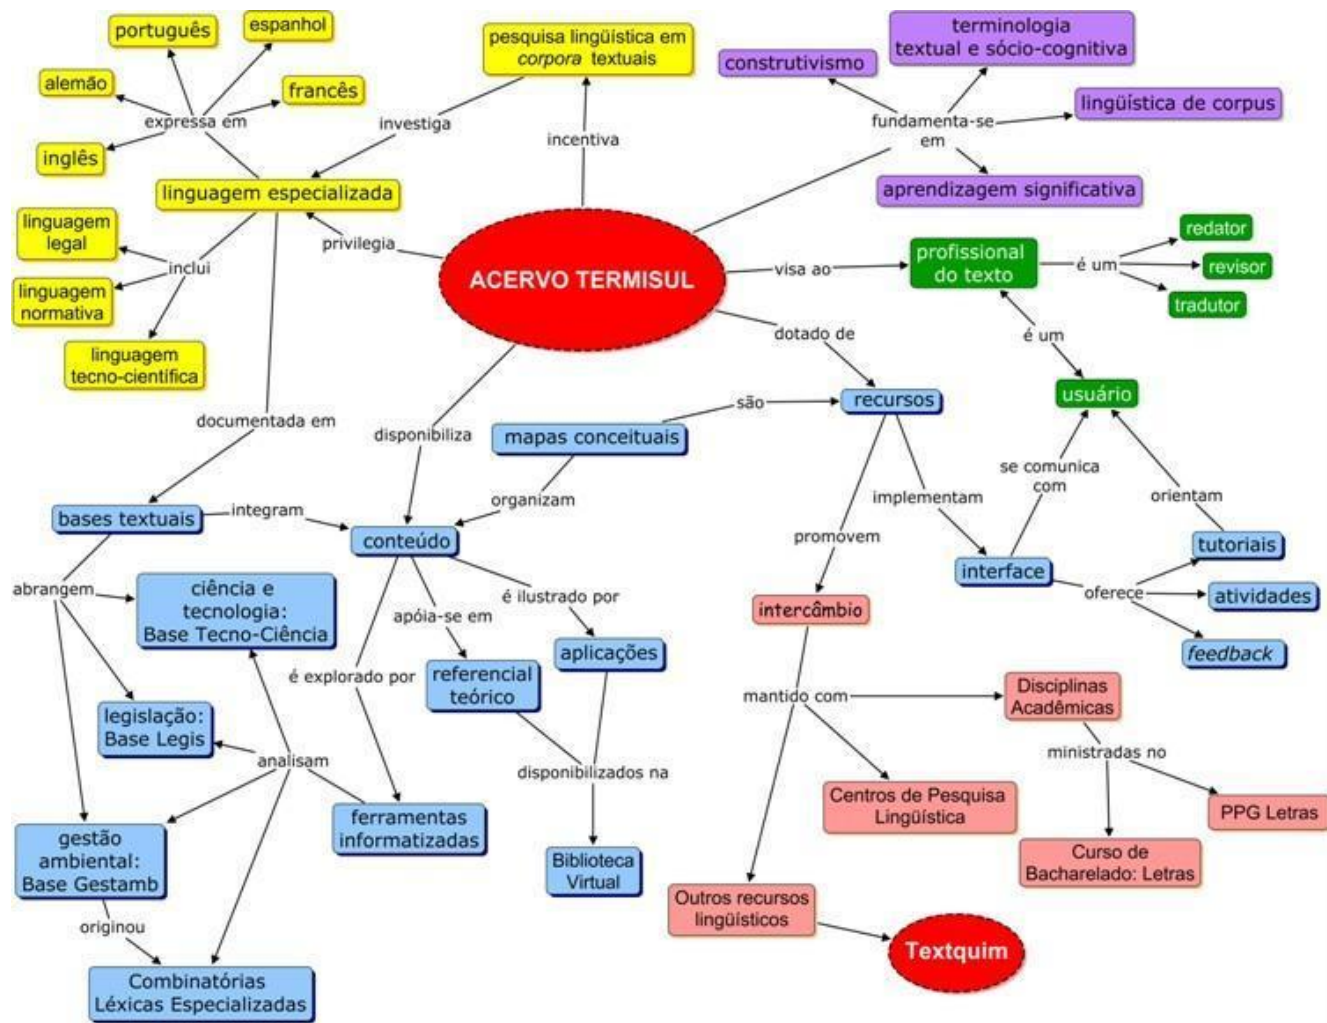 português
espanhol
alemão
francês
expressa em
inglês
linguagem especializada
linguagem
legal
inclui
linguagem
normativa
linguagem
tecno-científica
pesquisa lingüística em
corpora textuais
investiga
incentiva
privilegia
terminologia
textual e sócio-cognitiva
construtivismo
lingüística de corpus
fundamenta-se
em
aprendizagem significativa
ACERVO TERMISUL
visa ao
profissional
do texto
é um
redator
revisor
tradutor
é um
usuário
dotado de
recursos
são
mapas conceituais
disponibiliza
organizam
documentada em
bases textuais
integram
conteúdo
implementam
promovem
se comunica
com
orientam
interface
oferece
tutoriais
atividades
feedback
abrangem
ciência e
tecnologia:
Base Tecno-Ciência
legislação:
Base Legis
analisam
gestão
ambiental:
Base Gestamb
originou
Combinatórias
Léxicas Especializadas
é explorado por
apóia-se em
é ilustrado por
aplicações
referencial
teórico
ferramentas
informatizadas
disponibilizados na
Biblioteca
Virtual
intercâmbio
mantido com
Disciplinas
Acadêmicas
ministradas no
PPG Letras
Curso de
Bacharelado: Letras
Centros de Pesquisa
Lingüística
Outros recursos
lingüísticos
Textquim